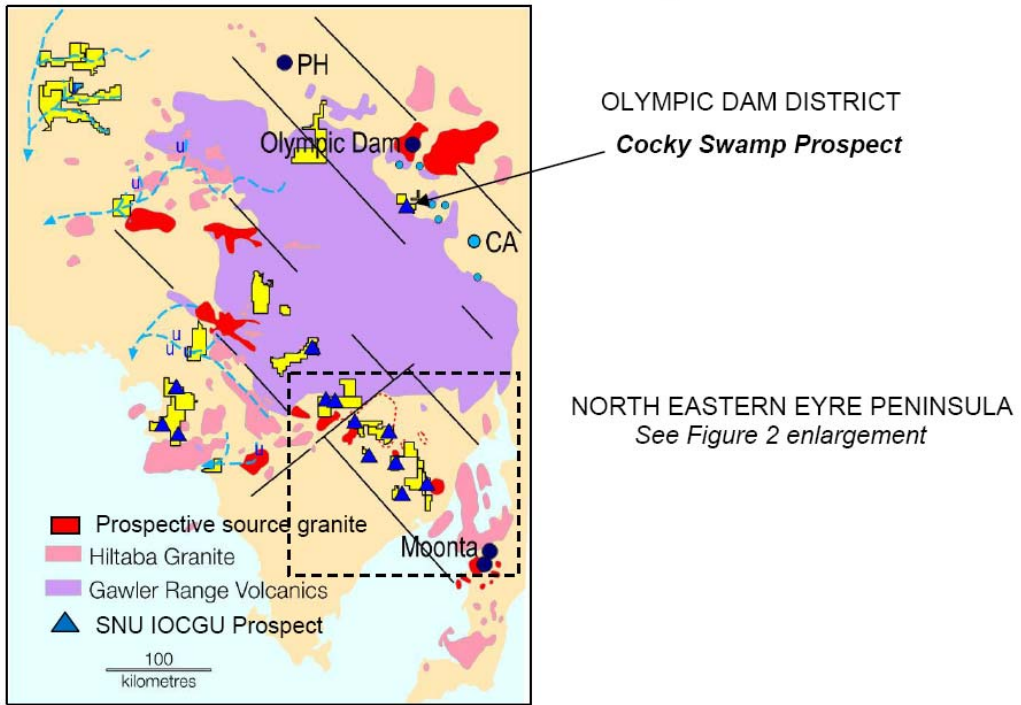 PH
OLYMPIC DAM DISTRICT
Olympic Dam
Cocky Swamp Prospect
u
u
CA
u
u
u
NORTH EASTERN EYRE PENINSULA
See Figure 2 enlargement
u
Prospective source granite
Hiltaba Granite
Moonta
Gawler Range Volcanics
SNU IOCGU Prospect
100
kilometres